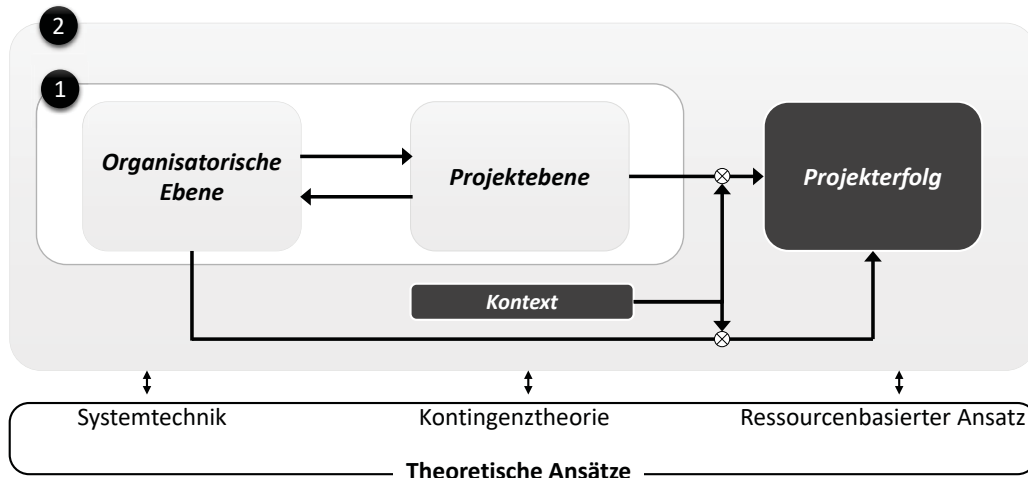 2
1
Organisatorische
Ebene
Projektebene
Projekterfolg
Kontext
Systemtechnik
Kontingenztheorie
Ressourcenbasierter Ansatz
Theoretische Ansätze